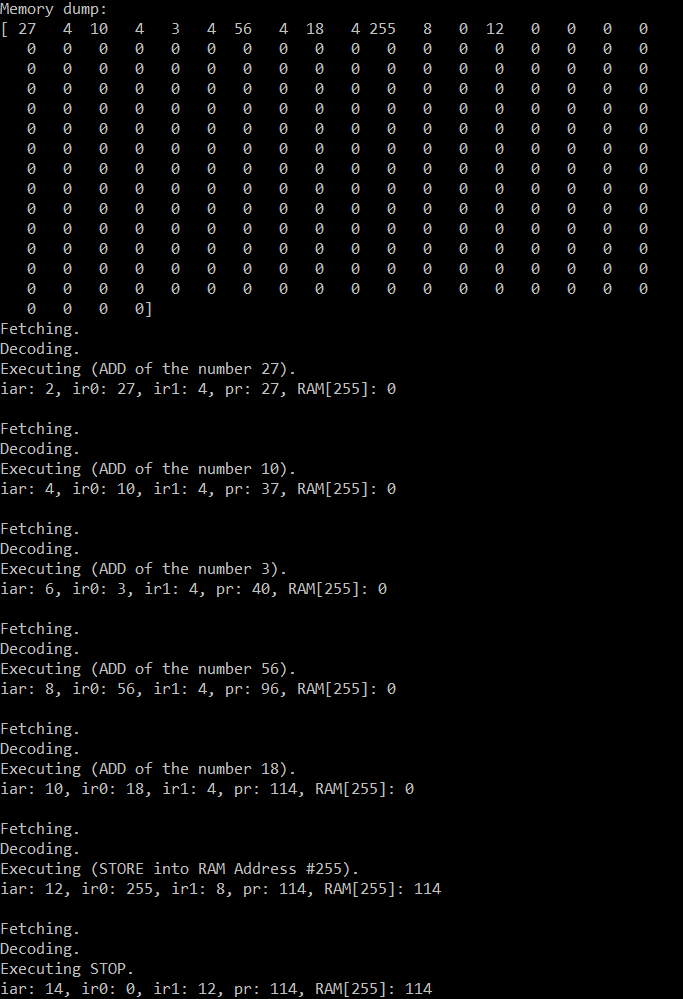 Memory dump:
[ 27   4  10   4   3   4  56   4  18   4 255   8   0  12   0   0   0   0
   0   0   0   0   0   0   0   0   0   0   0   0   0   0   0   0   0   0
   0   0   0   0   0   0   0   0   0   0   0   0   0   0   0   0   0   0
   0   0   0   0   0   0   0   0   0   0   0   0   0   0   0   0   0   0
   0   0   0   0   0   0   0   0   0   0   0   0   0   0   0   0   0   0
   0   0   0   0   0   0   0   0   0   0   0   0   0   0   0   0   0   0
   0   0   0   0   0   0   0   0   0   0   0   0   0   0   0   0   0   0
   0   0   0   0   0   0   0   0   0   0   0   0   0   0   0   0   0   0
   0   0   0   0   0   0   0   0   0   0   0   0   0   0   0   0   0   0
   0   0   0   0   0   0   0   0   0   0   0   0   0   0   0   0   0   0
   0   0   0   0   0   0   0   0   0   0   0   0   0   0   0   0   0   0
   0   0   0   0   0   0   0   0   0   0   0   0   0   0   0   0   0   0
   0   0   0   0   0   0   0   0   0   0   0   0   0   0   0   0   0   0
   0   0   0   0   0   0   0   0   0   0   0   0   0   0   0   0   0   0
   0   0   0   0]
Fetching.
Decoding.
Executing (ADD of the number 27).
iar: 2, ir0: 27, ir1: 4, pr: 27, RAM[255]: 0

Fetching.
Decoding.
Executing (ADD of the number 10).
iar: 4, ir0: 10, ir1: 4, pr: 37, RAM[255]: 0

Fetching.
Decoding.
Executing (ADD of the number 3).
iar: 6, ir0: 3, ir1: 4, pr: 40, RAM[255]: 0

Fetching.
Decoding.
Executing (ADD of the number 56).
iar: 8, ir0: 56, ir1: 4, pr: 96, RAM[255]: 0

Fetching.
Decoding.
Executing (ADD of the number 18).
iar: 10, ir0: 18, ir1: 4, pr: 114, RAM[255]: 0

Fetching.
Decoding.
Executing (STORE into RAM Address #255).
iar: 12, ir0: 255, ir1: 8, pr: 114, RAM[255]: 114

Fetching.
Decoding.
Executing STOP.
iar: 14, ir0: 0, ir1: 12, pr: 114, RAM[255]: 114